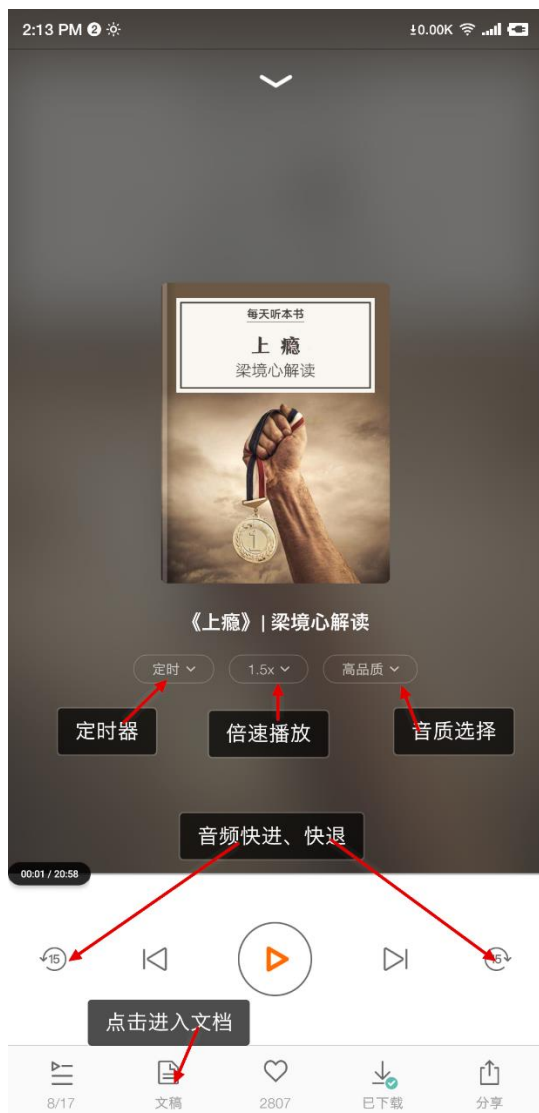 2:13 PM 2
±0.00K
每天听本书
上瘾
梁境心解读
1
《上瘾》| 梁境心解读
定时
1.5x
高品质
定时器
倍速播放
音质选择
音频快进、快退
00:01 / 20:58
15
15
点击进入文档
8/17
文稿
2807
已下载
分享